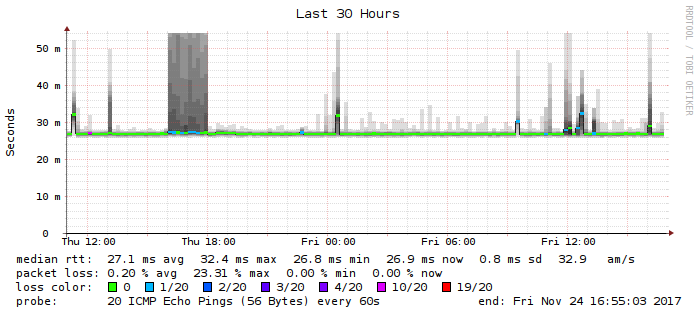 Last 30 Hours
RRDTOOL / TOBI OETIKER
Seconds
50 m
40 m
30 m
20 m
10 m
0
Thu 12:00 Thu 18:00 Fri 00:00 Fri 06:00 Fri 12:00
median rtt: 27.1 ms avg 32.4 ms max 26.8 ms min 26.9 ms now 0.8 ms sd 32.9 am/s
packet loss: 0.20 % avg 23.31 % max 0.00 % min 0.00 % now
loss color: 0 1/20 2/20 3/20 4/20 10/20 19/20
probe: 20 ICMP Echo Pings (56 Bytes) every 60s end: Fri Nov 24 16:55:03 2017